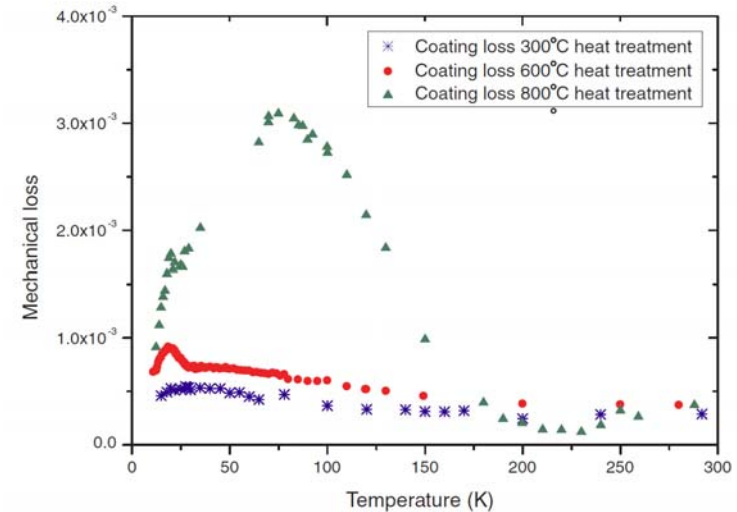 4.0x10⁻³
Coating loss 300°C heat treatment
Coating loss 600°C heat treatment
Coating loss 800°C heat treatment
3.0x10⁻³
2.0x10⁻³
1.0x10⁻³
0.0
Mechanical loss
0 50 100 150 200 250 300
Temperature (K)